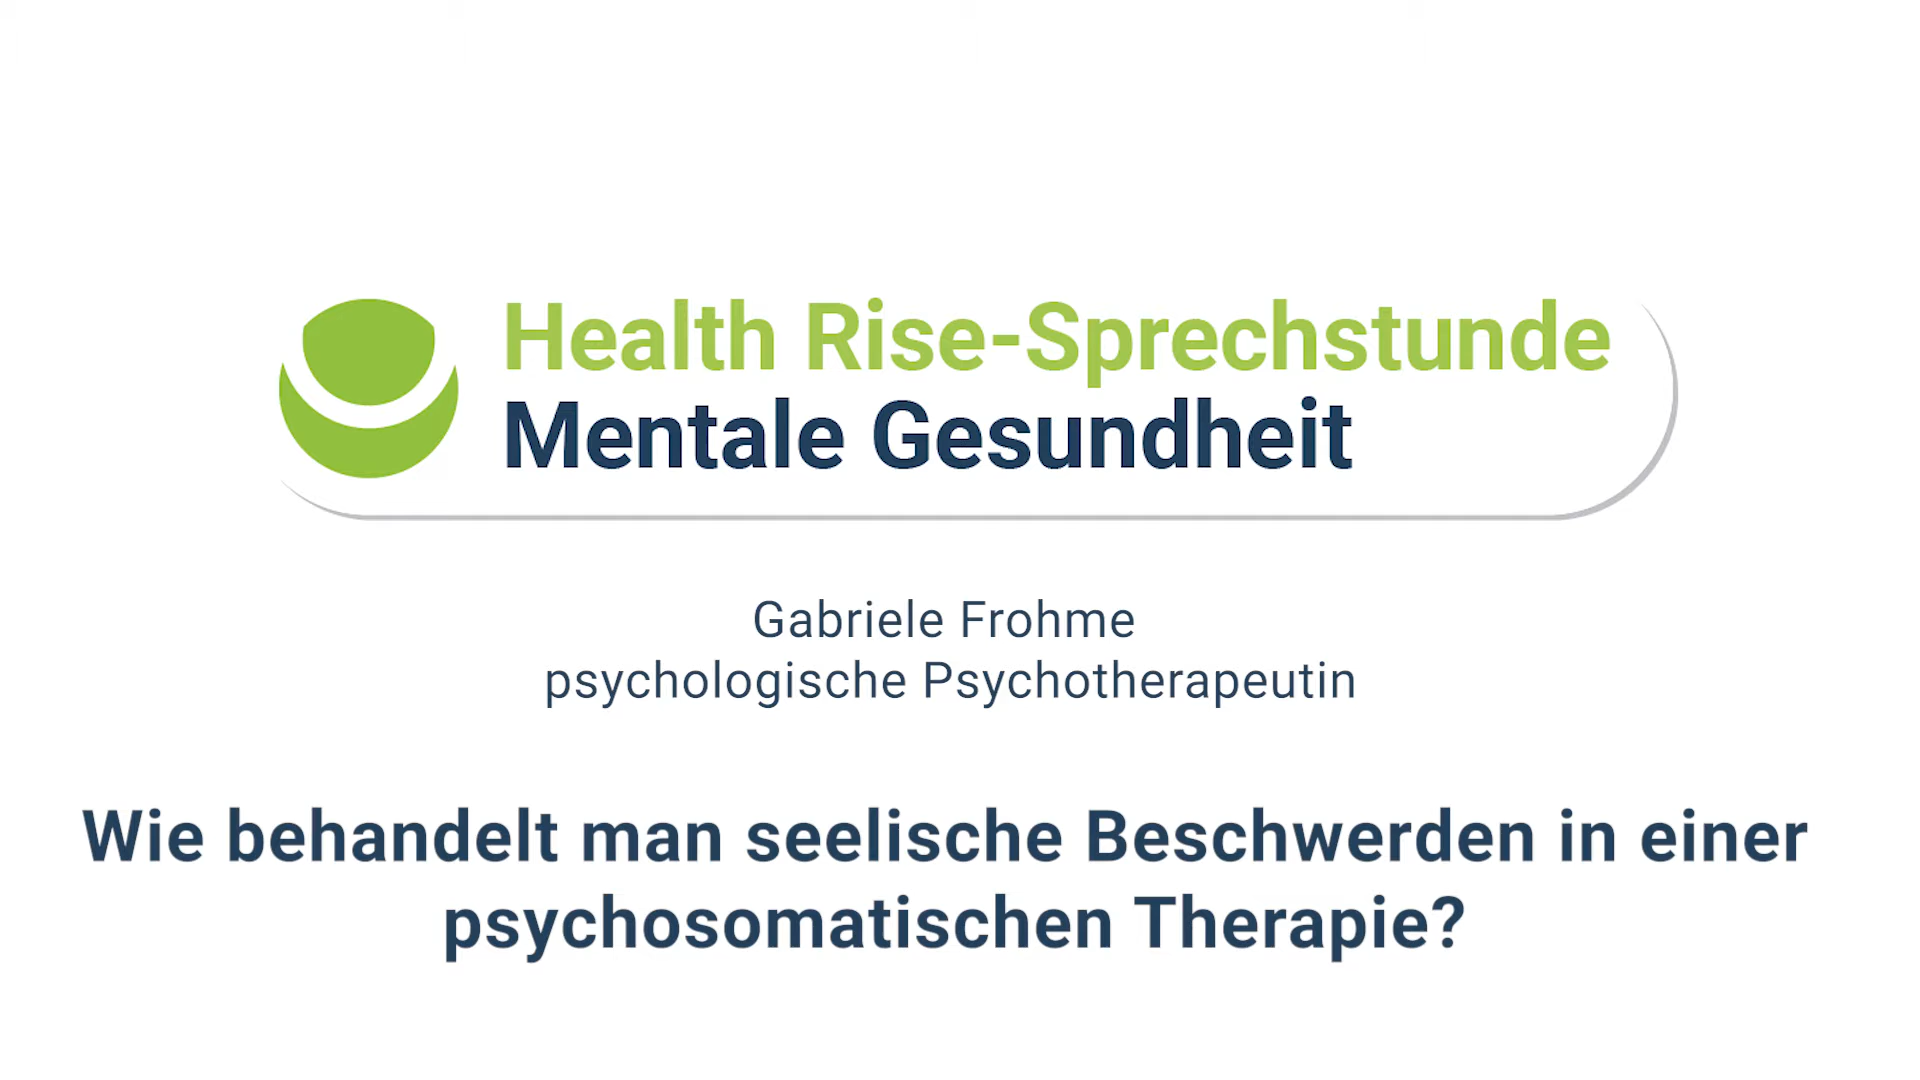 Health Rise-Sprechstunde
Mentale Gesundheit
Gabriele Frohme
psychologische Psychotherapeutin
Wie behandelt man seelische Beschwerden in einer
psychosomatischen Therapie?